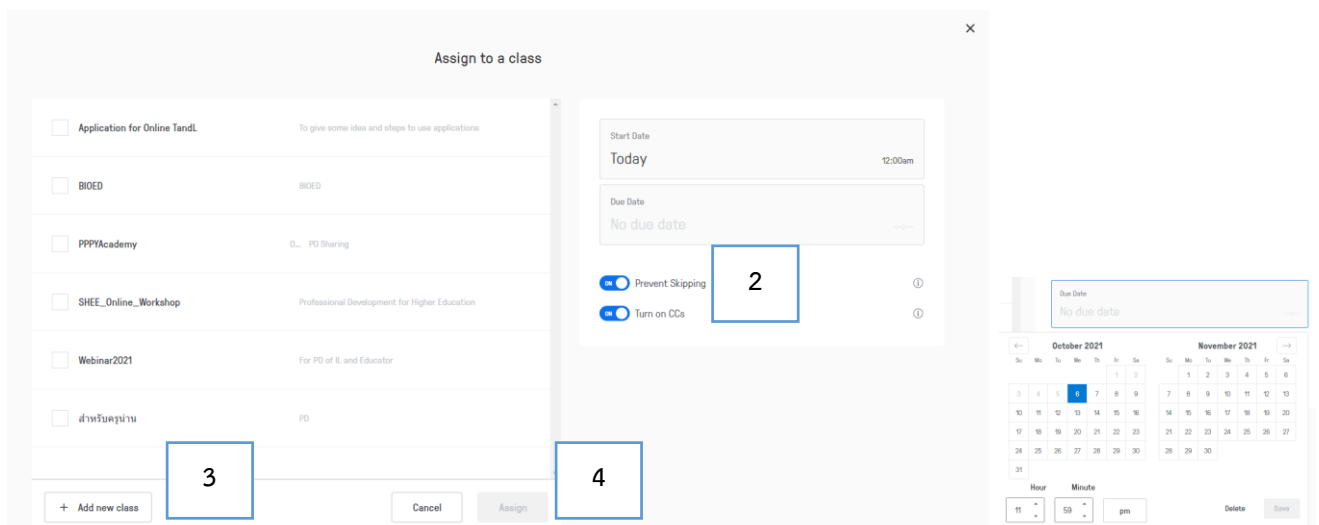 ×
Assign to a class
Application for Online TandL To give some idea and steps to use applications
BIOED BIOED
PPPYAcademy O... PD Sharing
SHEE_Online_Workshop Professional Development for Higher Education
Webinar2021 For PD of IL and Educator
สำหรับครูน่าน PD
3
+ Add new class
Cancel
Assign
4
Start Date
Today 12:00am
Due Date
No due date --:--
ON Prevent Skipping
ON Turn on CCs
2
Due Date
No due date
← October 2021
Su Mo Tu We Th Fr Sa
1 2
3 4 5 6 7 8 9
10 11 12 13 14 15 16
17 18 19 20 21 22 23
24 25 26 27 28 29 30
31
November 2021 →
Su Mo Tu We Th Fr Sa
1 2 3 4 5 6
7 8 9 10 11 12 13
14 15 16 17 18 19 20
21 22 23 24 25 26 27
28 29 30
Hour Minute
11 59 pm
Delete Save